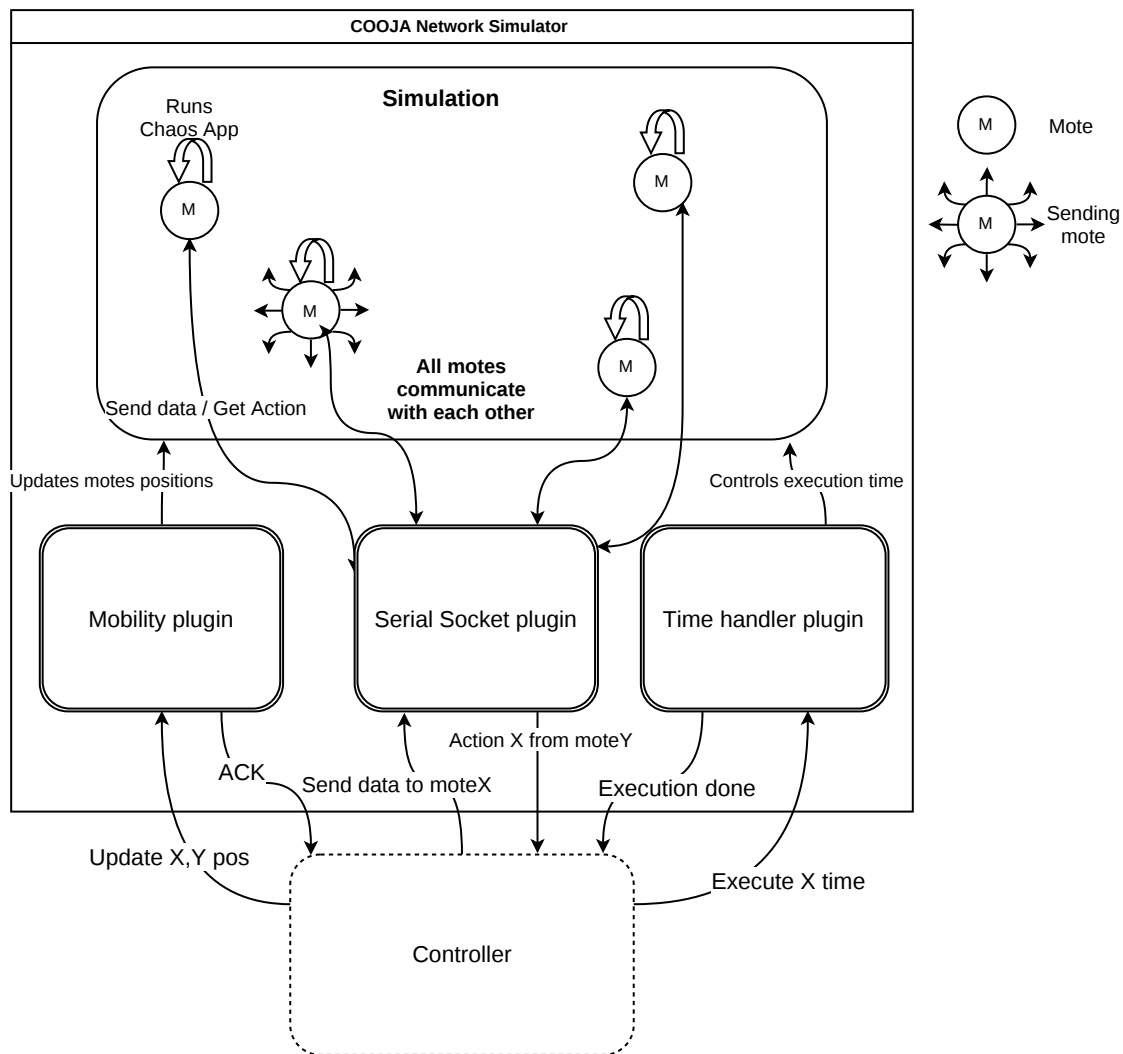 COOJA Network Simulator
Simulation
Runs
Chaos App
M
M
M
M
M
Mote
M
Sending
mote
All motes
communicate
with each other
Send data / Get Action
Updates motes positions
Controls execution time
Mobility plugin
Serial Socket plugin
Time handler plugin
Action X from moteY
ACK
Send data to moteX
Execution done
Update X,Y pos
Execute X time
Controller